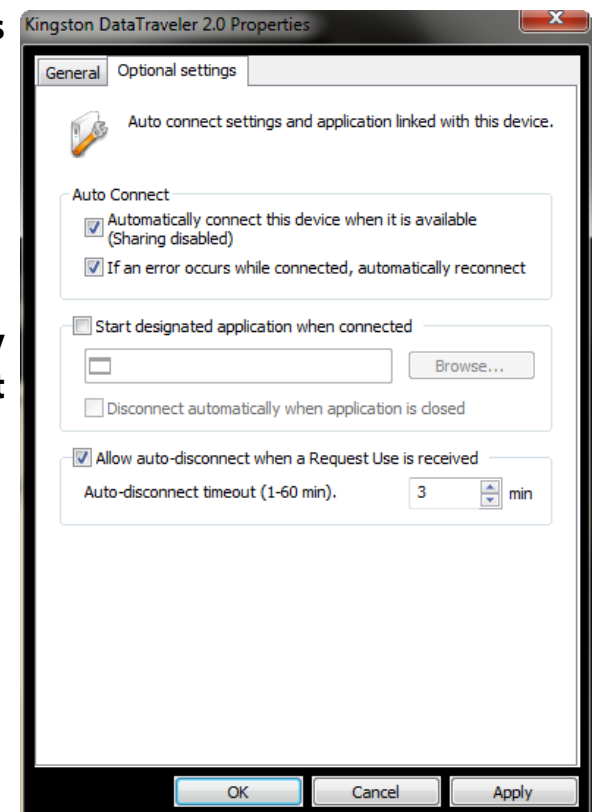 s
Kingston DataTraveler 2.0 Properties
General Optional settings
Auto connect settings and application linked with this device.
Auto Connect
Automatically connect this device when it is available
(Sharing disabled)
If an error occurs while connected, automatically reconnect
Start designated application when connected
Browse...
Disconnect automatically when application is closed
Allow auto-disconnect when a Request Use is received
Auto-disconnect timeout (1-60 min). 3 min
OK Cancel Apply